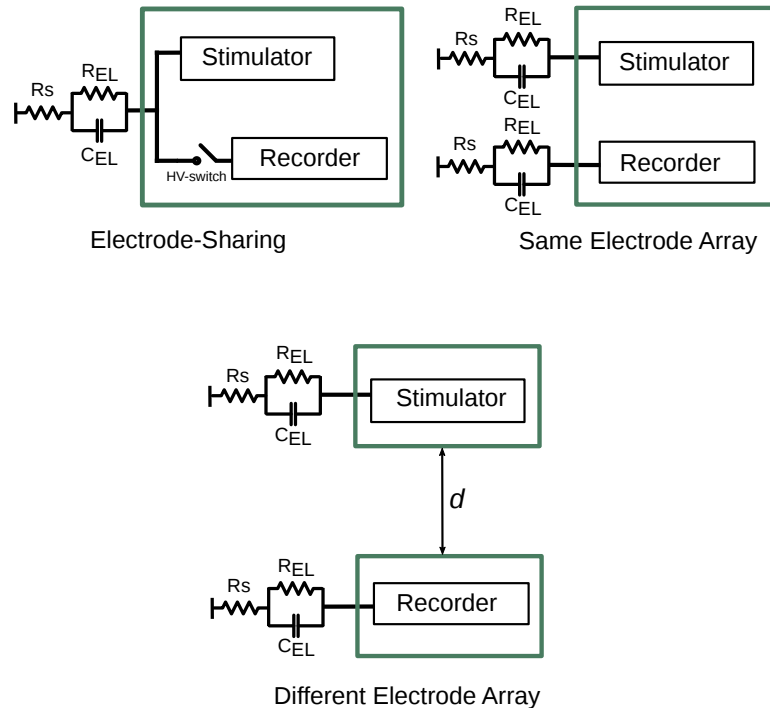 Stimulator
Rs
REL
CEL
HV-switch
Recorder
Electrode-Sharing
Rs
REL
CEL
Stimulator
Rs
REL
CEL
Recorder
Same Electrode Array
Rs
REL
CEL
Stimulator
d
Rs
REL
CEL
Recorder
Different Electrode Array